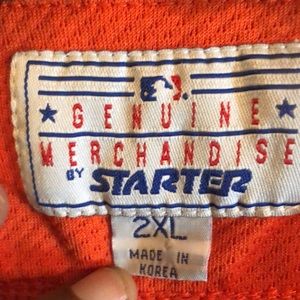 GENUINE
MERCHANDISE
BY STARTER
2XL
MADE IN
KOREA